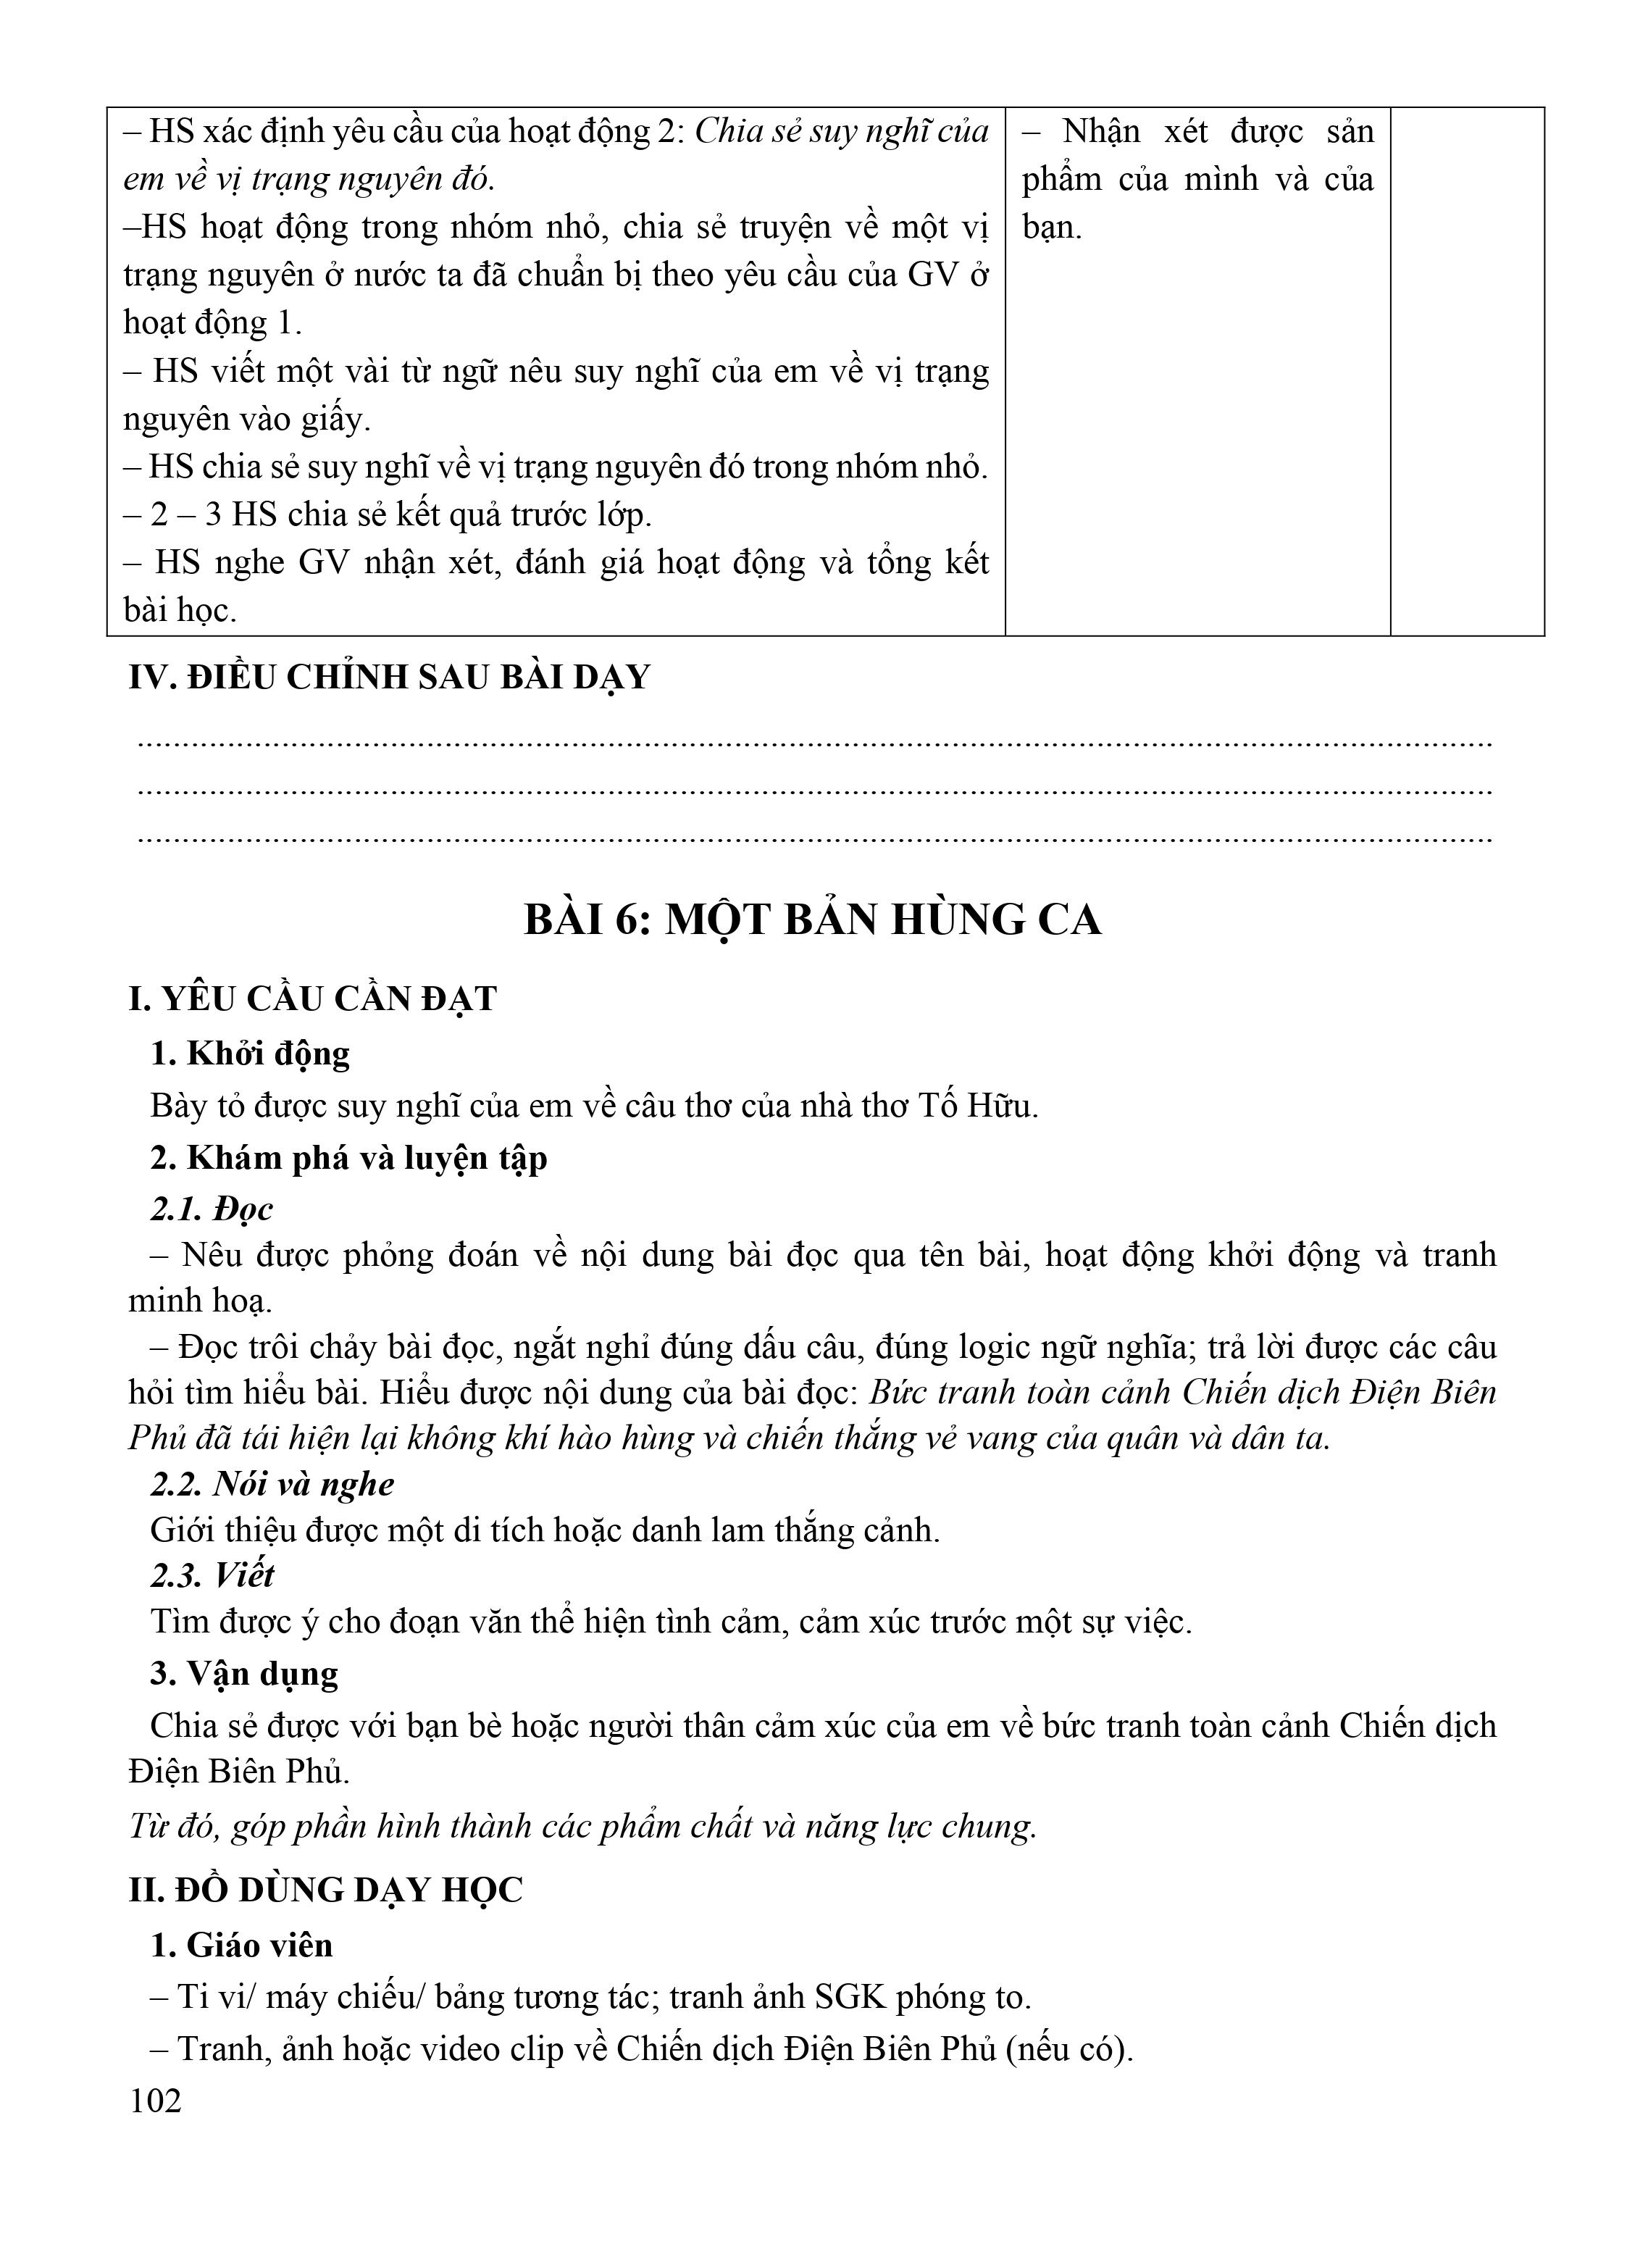 – HS xác định yêu cầu của hoạt động 2: Chia sẻ suy nghĩ của
em về vị trạng nguyên đó.
–HS hoạt động trong nhóm nhỏ, chia sẻ truyện về một vị
trạng nguyên ở nước ta đã chuẩn bị theo yêu cầu của GV ở
hoạt động 1.
– HS viết một vài từ ngữ nêu suy nghĩ của em về vị trạng
nguyên vào giấy.
– HS chia sẻ suy nghĩ về vị trạng nguyên đó trong nhóm nhỏ.
– 2 – 3 HS chia sẻ kết quả trước lớp.
– HS nghe GV nhận xét, đánh giá hoạt động và tổng kết
bài học.
– Nhận xét được sản
phẩm của mình và của
bạn.
IV. ĐIỀU CHỈNH SAU BÀI DẠY
......................................................................................................................................................
......................................................................................................................................................
......................................................................................................................................................
BÀI 6: MỘT BẢN HÙNG CA
I. YÊU CẦU CẦN ĐẠT
1. Khởi động
Bày tỏ được suy nghĩ của em về câu thơ của nhà thơ Tố Hữu.
2. Khám phá và luyện tập
2.1. Đọc
– Nêu được phỏng đoán về nội dung bài đọc qua tên bài, hoạt động khởi động và tranh
minh hoạ.
– Đọc trôi chảy bài đọc, ngắt nghỉ đúng dấu câu, đúng logic ngữ nghĩa; trả lời được các câu
hỏi tìm hiểu bài. Hiểu được nội dung của bài đọc: Bức tranh toàn cảnh Chiến dịch Điện Biên
Phủ đã tái hiện lại không khí hào hùng và chiến thắng vẻ vang của quân và dân ta.
2.2. Nói và nghe
Giới thiệu được một di tích hoặc danh lam thắng cảnh.
2.3. Viết
Tìm được ý cho đoạn văn thể hiện tình cảm, cảm xúc trước một sự việc.
3. Vận dụng
Chia sẻ được với bạn bè hoặc người thân cảm xúc của em về bức tranh toàn cảnh Chiến dịch
Điện Biên Phủ.
Từ đó, góp phần hình thành các phẩm chất và năng lực chung.
II. ĐỒ DÙNG DẠY HỌC
1. Giáo viên
– Ti vi/ máy chiếu/ bảng tương tác; tranh ảnh SGK phóng to.
– Tranh, ảnh hoặc video clip về Chiến dịch Điện Biên Phủ (nếu có).
102